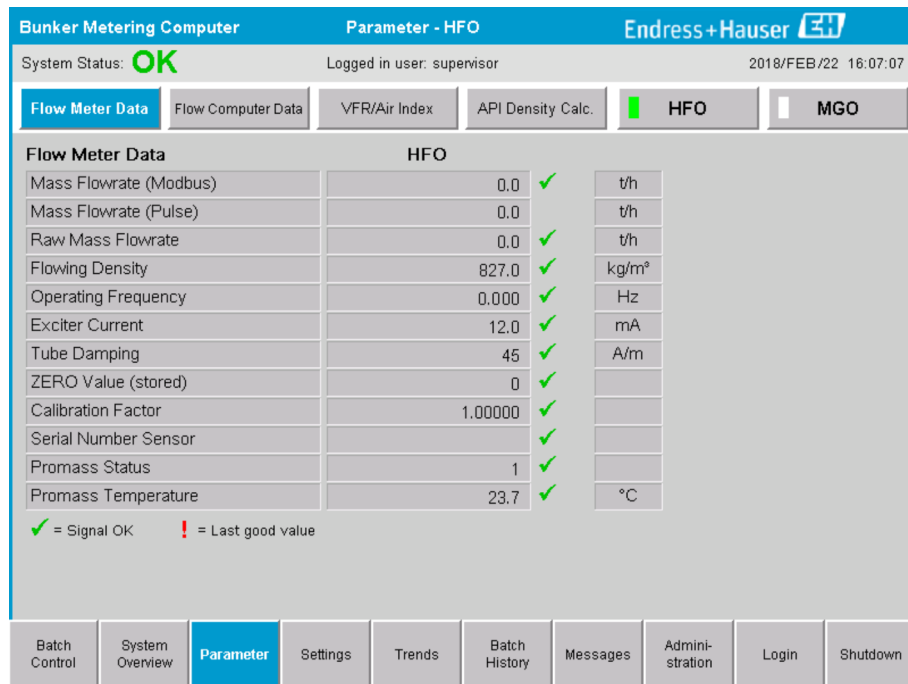 Bunker Metering Computer Parameter - HFO Endress+Hauser EH
System Status: OK Logged in user: supervisor 2018/FEB/22 16:07:07
Flow Meter Data Flow Computer Data VFR/Air Index API Density Calc. HFO MGO
Flow Meter Data HFO
Mass Flowrate (Modbus) 0.0 ✓ t/h
Mass Flowrate (Pulse) 0.0 t/h
Raw Mass Flowrate 0.0 ✓ t/h
Flowing Density 827.0 ✓ kg/m³
Operating Frequency 0.000 ✓ Hz
Exciter Current 12.0 ✓ mA
Tube Damping 45 ✓ A/m
ZERO Value (stored) 0 ✓
Calibration Factor 1.00000 ✓
Serial Number Sensor ✓
Promass Status 1 ✓
Promass Temperature 23.7 ✓ °C
✓ = Signal OK ! = Last good value
Batch Control System Overview Parameter Settings Trends Batch History Messages Admini-stration Login Shutdown